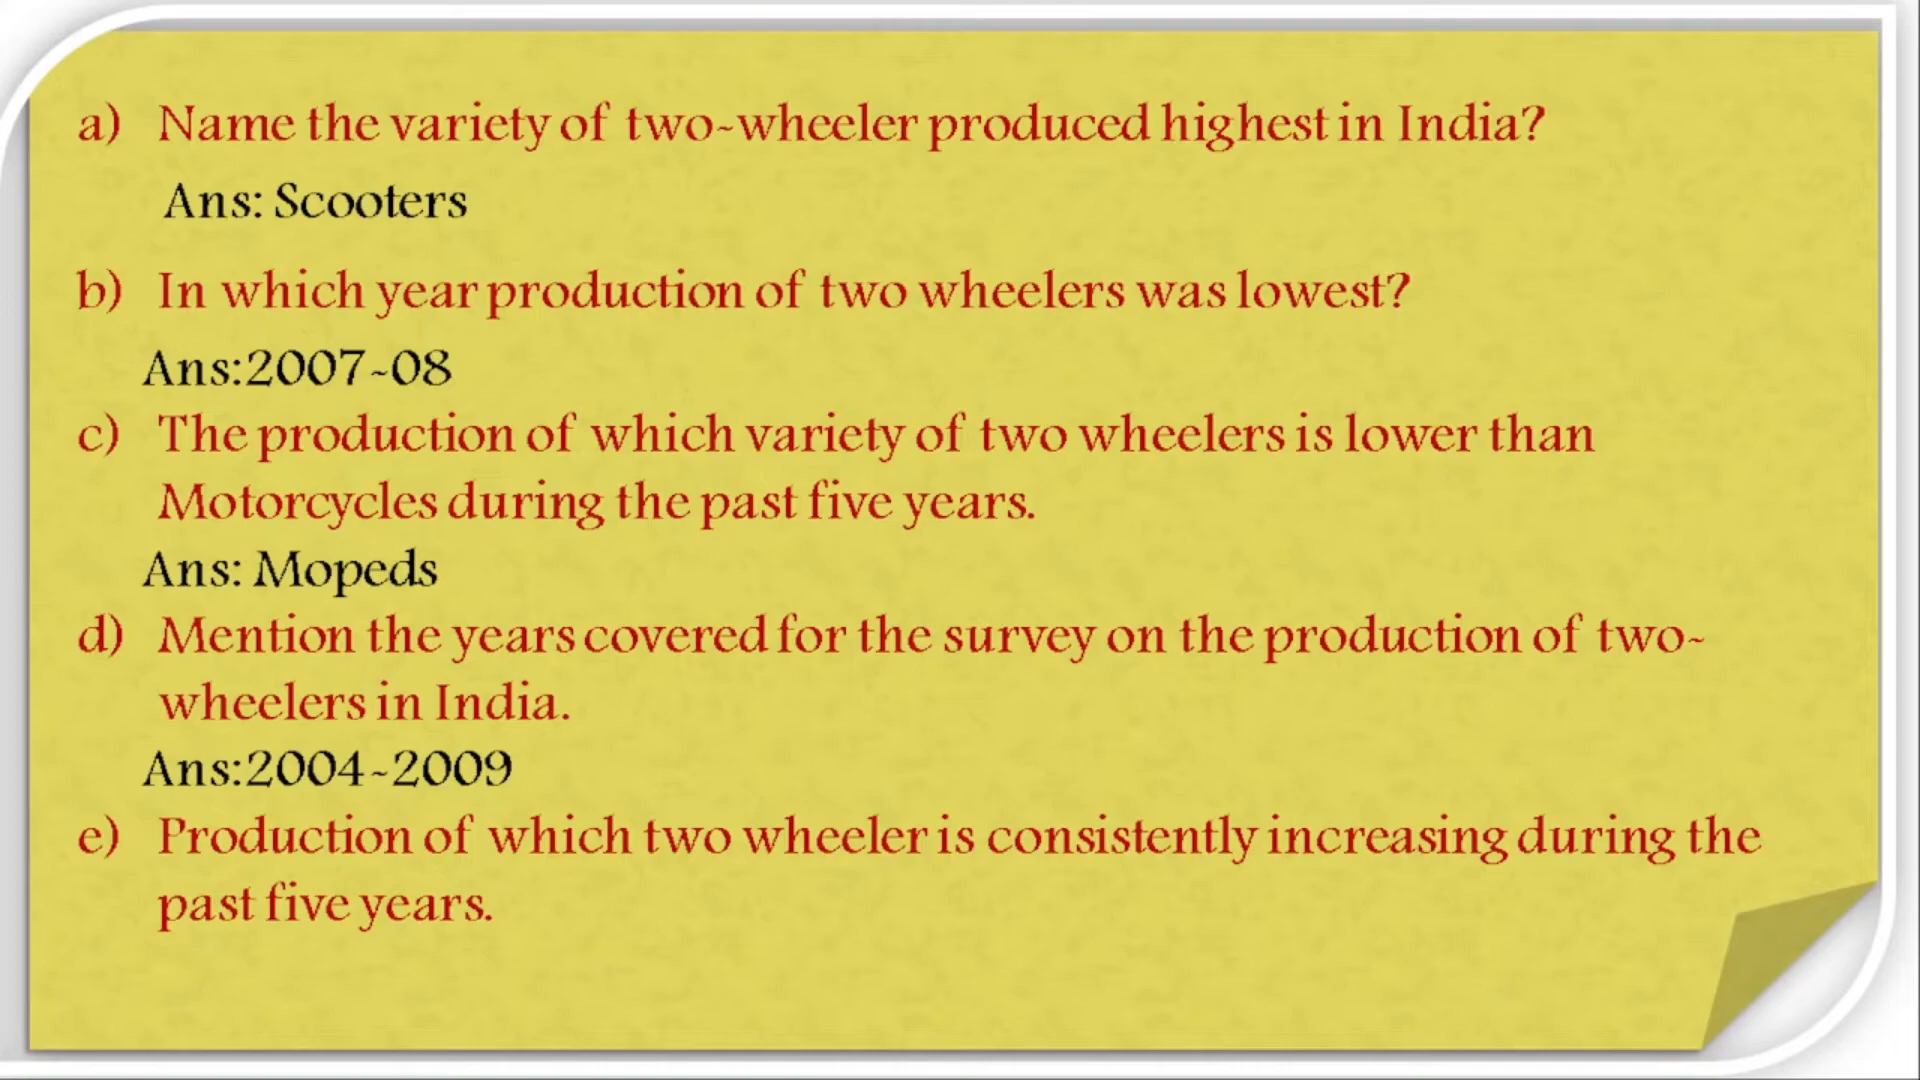 a) Name the variety of two-wheeler produced highest in India?
Ans: Scooters
b) In which year production of two wheelers was lowest?
Ans:2007-08
c) The production of which variety of two wheelers is lower than
Motorcycles during the past five years.
Ans: Mopeds
d) Mention the years covered for the survey on the production of two-
wheelers in India.
Ans:2004-2009
e) Production of which two wheeler is consistently increasing during the
past five years.